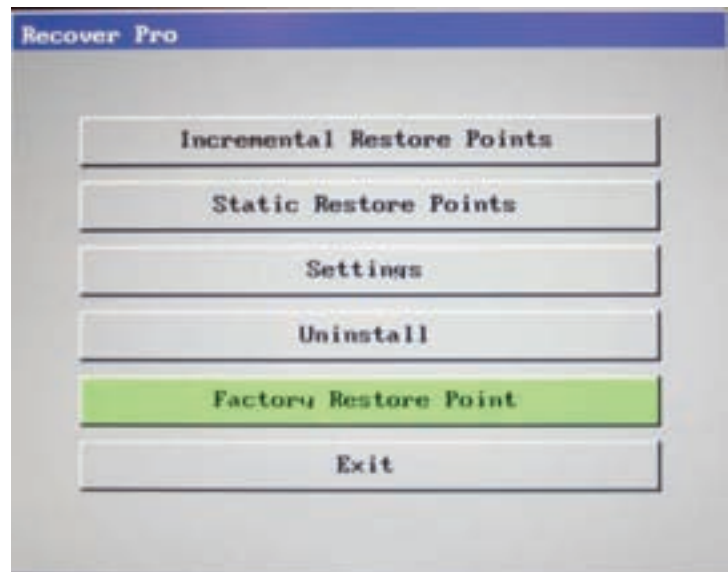 Recover Pro
Incremental Restore Points
Static Restore Points
Settings
Uninstall
Factory Restore Point
Exit